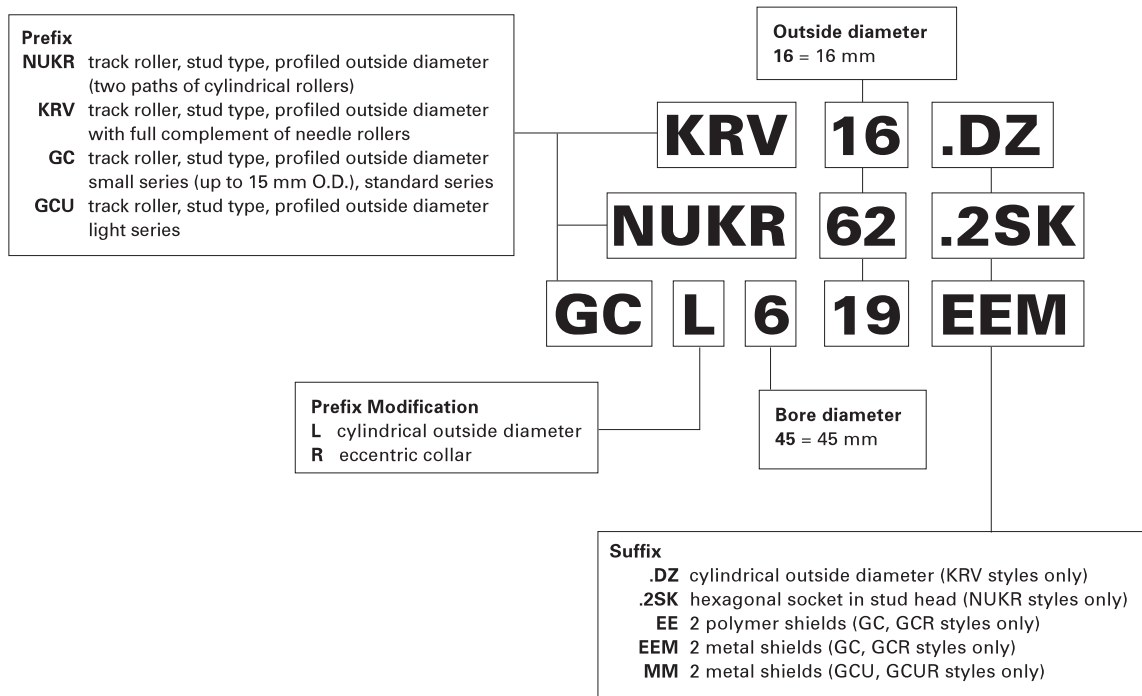 Prefix
NUKR track roller, stud type, profiled outside diameter
(two paths of cylindrical rollers)
KRV track roller, stud type, profiled outside diameter
with full complement of needle rollers
GC track roller, stud type, profiled outside diameter
small series (up to 15 mm O.D.), standard series
GCU track roller, stud type, profiled outside diameter
light series
Outside diameter
16 = 16 mm
KRV 16 .DZ
NUKR 62 .2SK
GC L 6 19 EEM
Prefix Modification
L cylindrical outside diameter
R eccentric collar
Bore diameter
45 = 45 mm
Suffix
.DZ cylindrical outside diameter (KRV styles only)
.2SK hexagonal socket in stud head (NUKR styles only)
EE 2 polymer shields (GC, GCR styles only)
EEM 2 metal shields (GC, GCR styles only)
MM 2 metal shields (GCU, GCUR styles only)